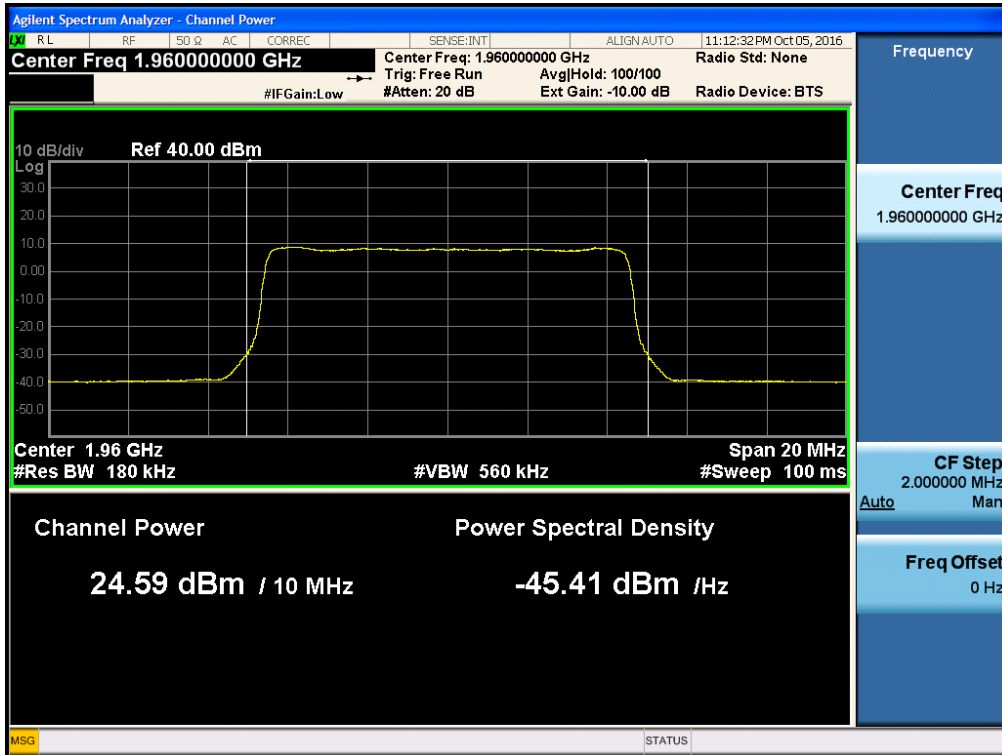 Agilent Spectrum Analyzer - Channel Power
LXI RL RF 50 Ω AC CORREC SENSE:INT ALIGN AUTO 11:12:32 PM Oct 05, 2016
Center Freq 1.960000000 GHz
Center Freq: 1.960000000 GHz Radio Std: None
Trig: Free Run Avg|Hold: 100/100
#IFGain:Low #Atten: 20 dB Ext Gain: -10.00 dB Radio Device: BTS
10 dB/div Ref 40.00 dBm
Log
30.0
20.0
10.0
0.00
-10.0
-20.0
-30.0
-40.0
-50.0
Center 1.96 GHz Span 20 MHz
#Res BW 180 kHz #VBW 560 kHz #Sweep 100 ms
Channel Power Power Spectral Density
24.59 dBm / 10 MHz -45.41 dBm /Hz
Frequency
Center Freq
1.960000000 GHz
CF Step
2.000000 MHz
Auto Man
Freq Offset
0 Hz
MSG STATUS